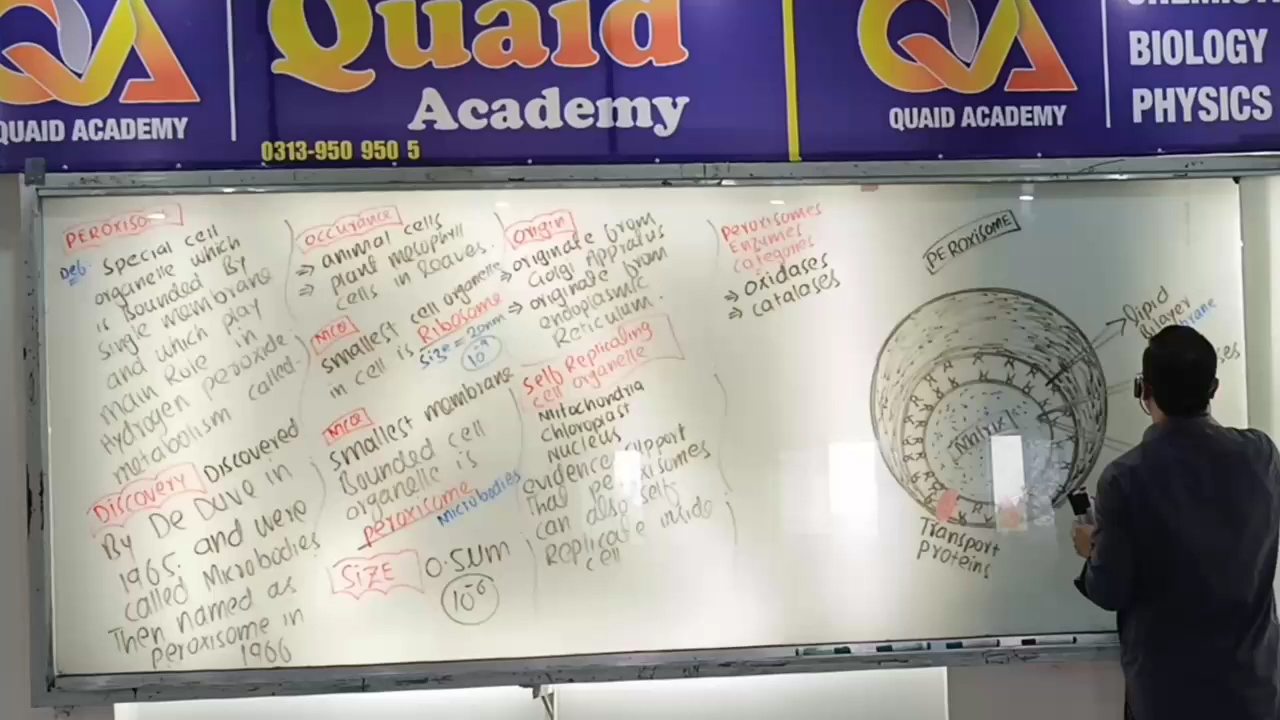 QA
QUAID ACADEMY
Quaid
Academy
0313-950 950 5
QA
QUAID ACADEMY
BIOLOGY
PHYSICS
Def. Special cell
organelle which
is Bounded By
Single membrane
and which play
main Role in
Hydrogen peroxide
metabolism called.
Discovery Discovered
By De Duve in
1965. and were
called Microbodies
Then named as
peroxisome in
1966
occurance
⇒ animal cells
⇒ plant mesophyll
⇒ cells in leaves.
MCQ
smallest cell organelle
in cell is Ribosome
Size = 20nm
10⁻⁹
MCQ
smallest membrane
Bounded cell
organelle is
peroxisome
Microbodies
SIZE 0.5um
10⁻⁶
origin
⇒ originate from
Golgi Appratus
⇒ originate from
endoplasmic
Reticulum.
Self Replicating
cell organelle
Mitochondria
Chloroplast
Nucleus
evidence support
That peroxisomes
can also self
Replicate inside
cell
Peroxisomes
Enzymes
categories
⇒ oxidases
⇒ catalases
PEROXISOME
lipid
Bilayer
Transport
proteins